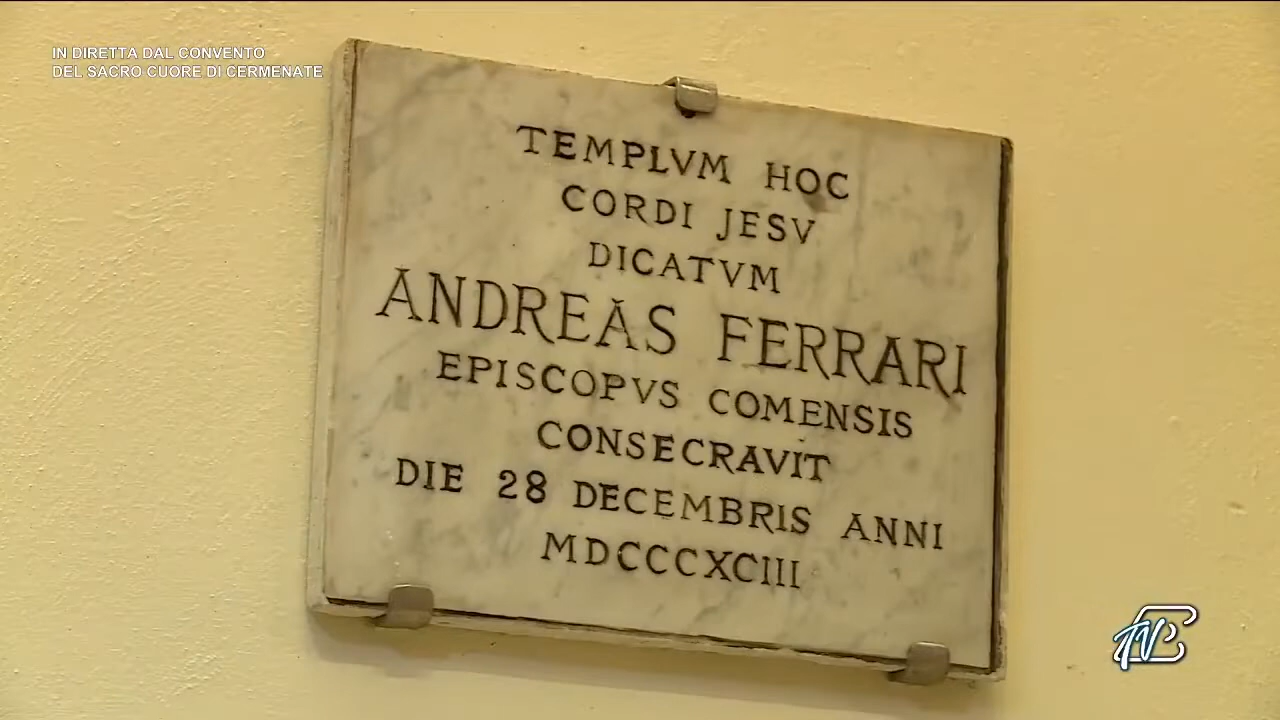 IN DIRETTA DAL CONVENTO
DEL SACRO CUORE DI CERMENATE
TEMPLVM HOC
CORDI JESV
DICATVM
ANDREAS FERRARI
EPISCOPVS COMENSIS
CONSECRAVIT
DIE 28 DECEMBRIS ANNI
MDCCCXCIII
TVC